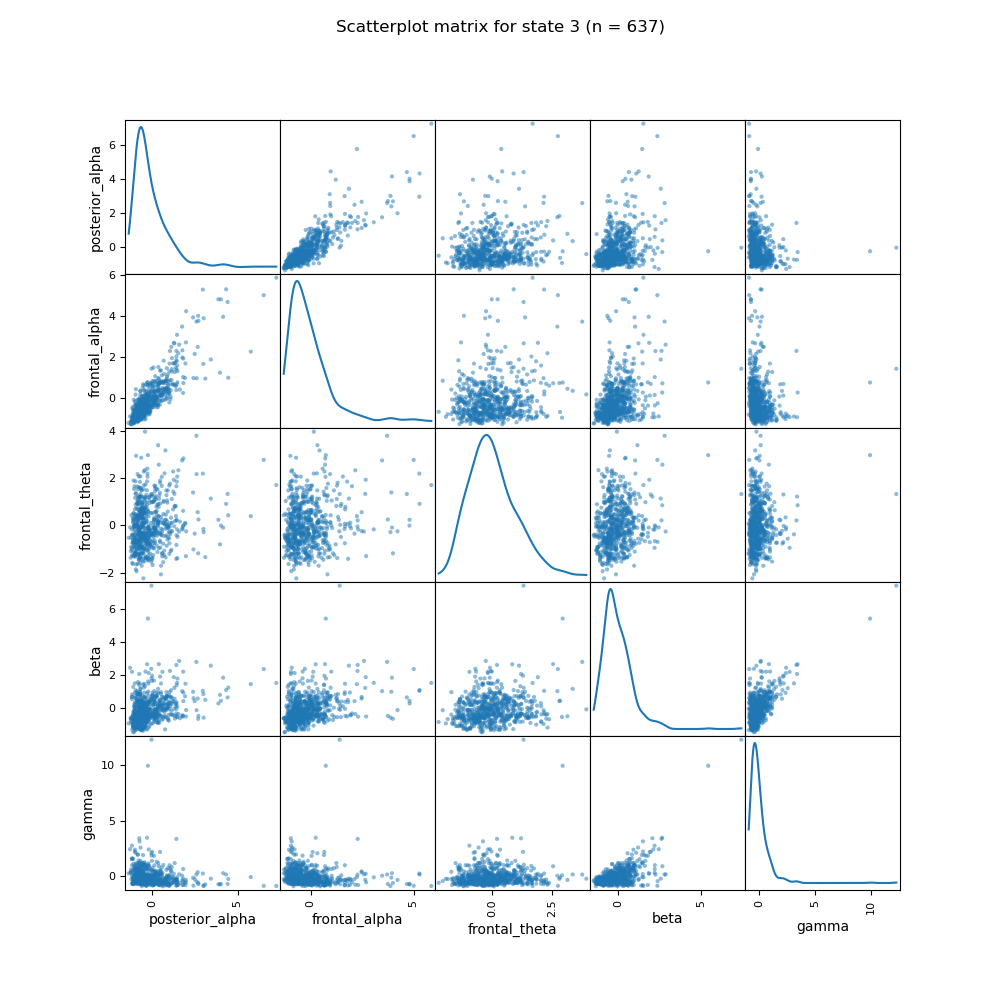 Scatterplot matrix for state 3 (n = 637)
posterior_alpha
6
4
2
0
frontal_alpha
6
4
2
0
frontal_theta
4
2
0
−2
beta
6
4
2
0
gamma
10
5
0
0 5
0 5
0.0 2.5
0 5
0 5 10
posterior_alpha frontal_alpha frontal_theta beta gamma